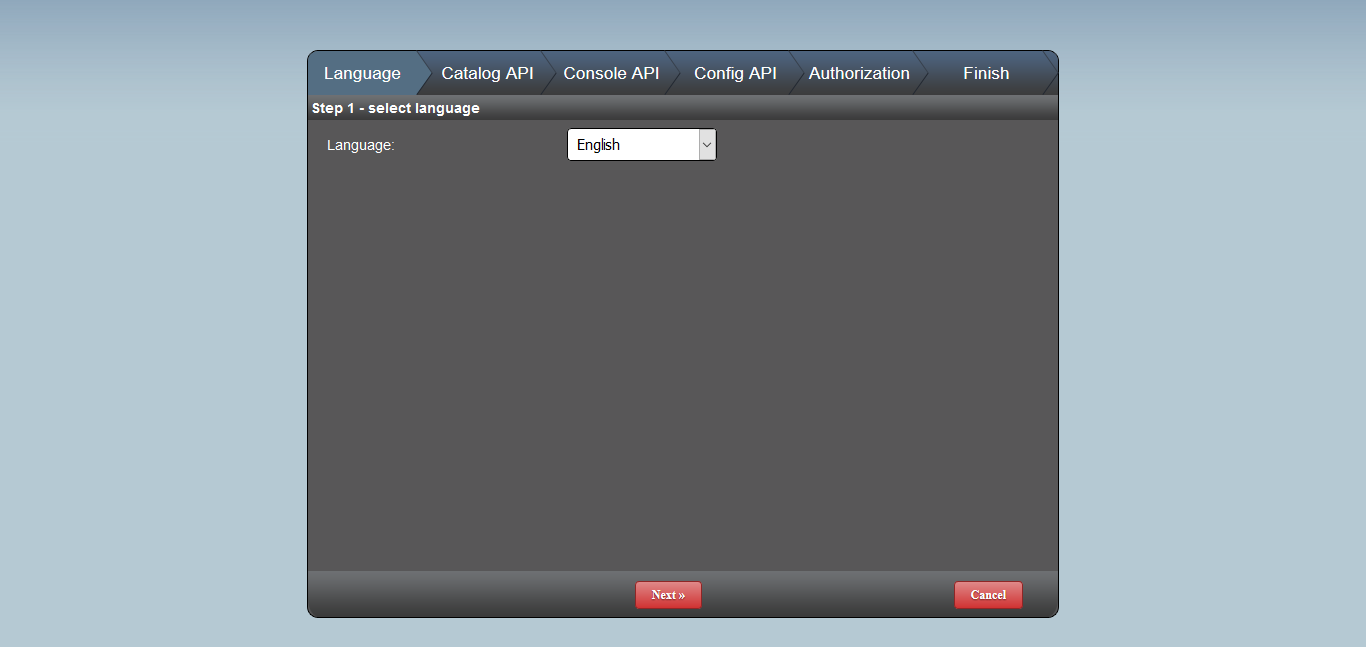 Language Catalog API Console API Config API Authorization Finish
Step 1 - select language
Language: English
Next » Cancel